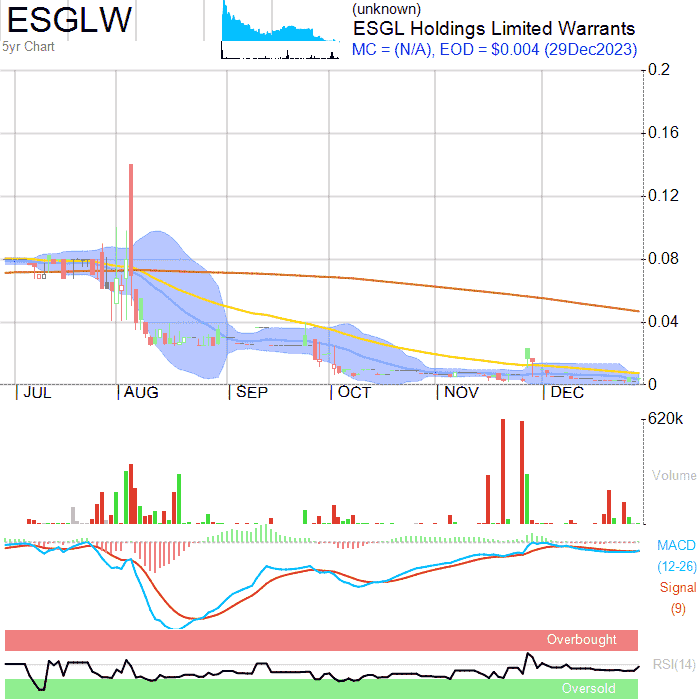 ESGLW
5yr Chart
(unknown)
ESGL Holdings Limited Warrants
MC = (N/A), EOD = $0.004 (29Dec2023)
0.2
0.16
0.12
0.08
0.04
0
JUL AUG SEP OCT NOV DEC
620k
Volume
MACD
(12-26)
Signal
(9)
Overbought
RSI(14)
Oversold